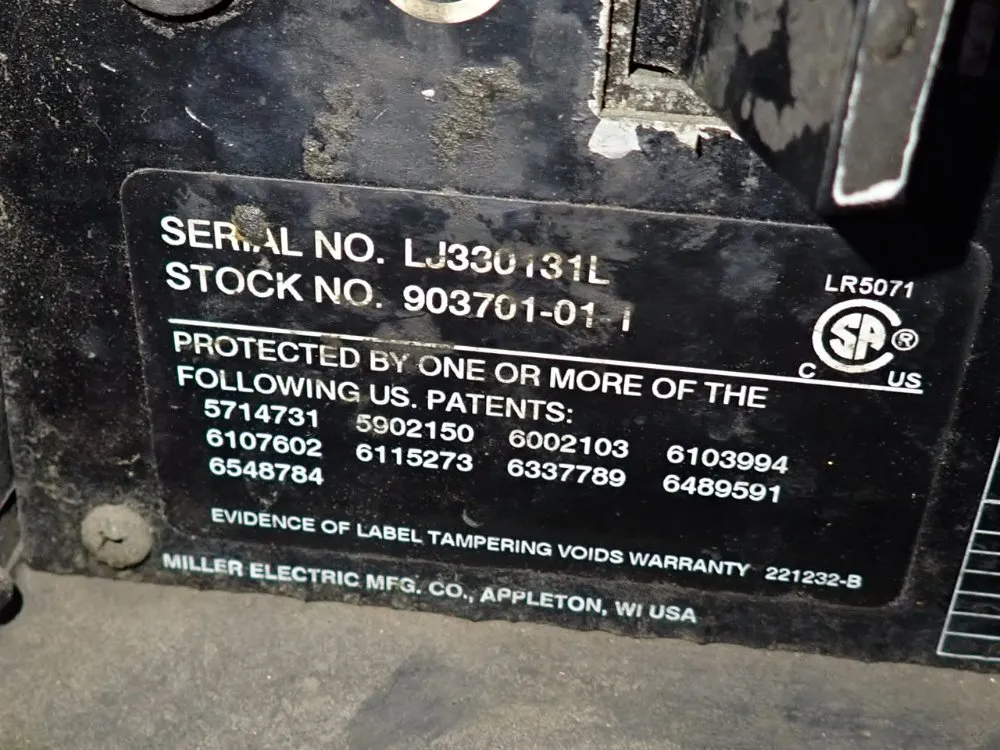 SERIAL NO. LJ330131L
STOCK NO. 903701-01-1
LR5071
SA ®
C US
PROTECTED BY ONE OR MORE OF THE
FOLLOWING US. PATENTS:
5714731 5902150 6002103 6103994
6107602 6115273 6337789 6489591
6548784
EVIDENCE OF LABEL TAMPERING VOIDS WARRANTY 221232-B
MILLER ELECTRIC MFG. CO., APPLETON, WI USA